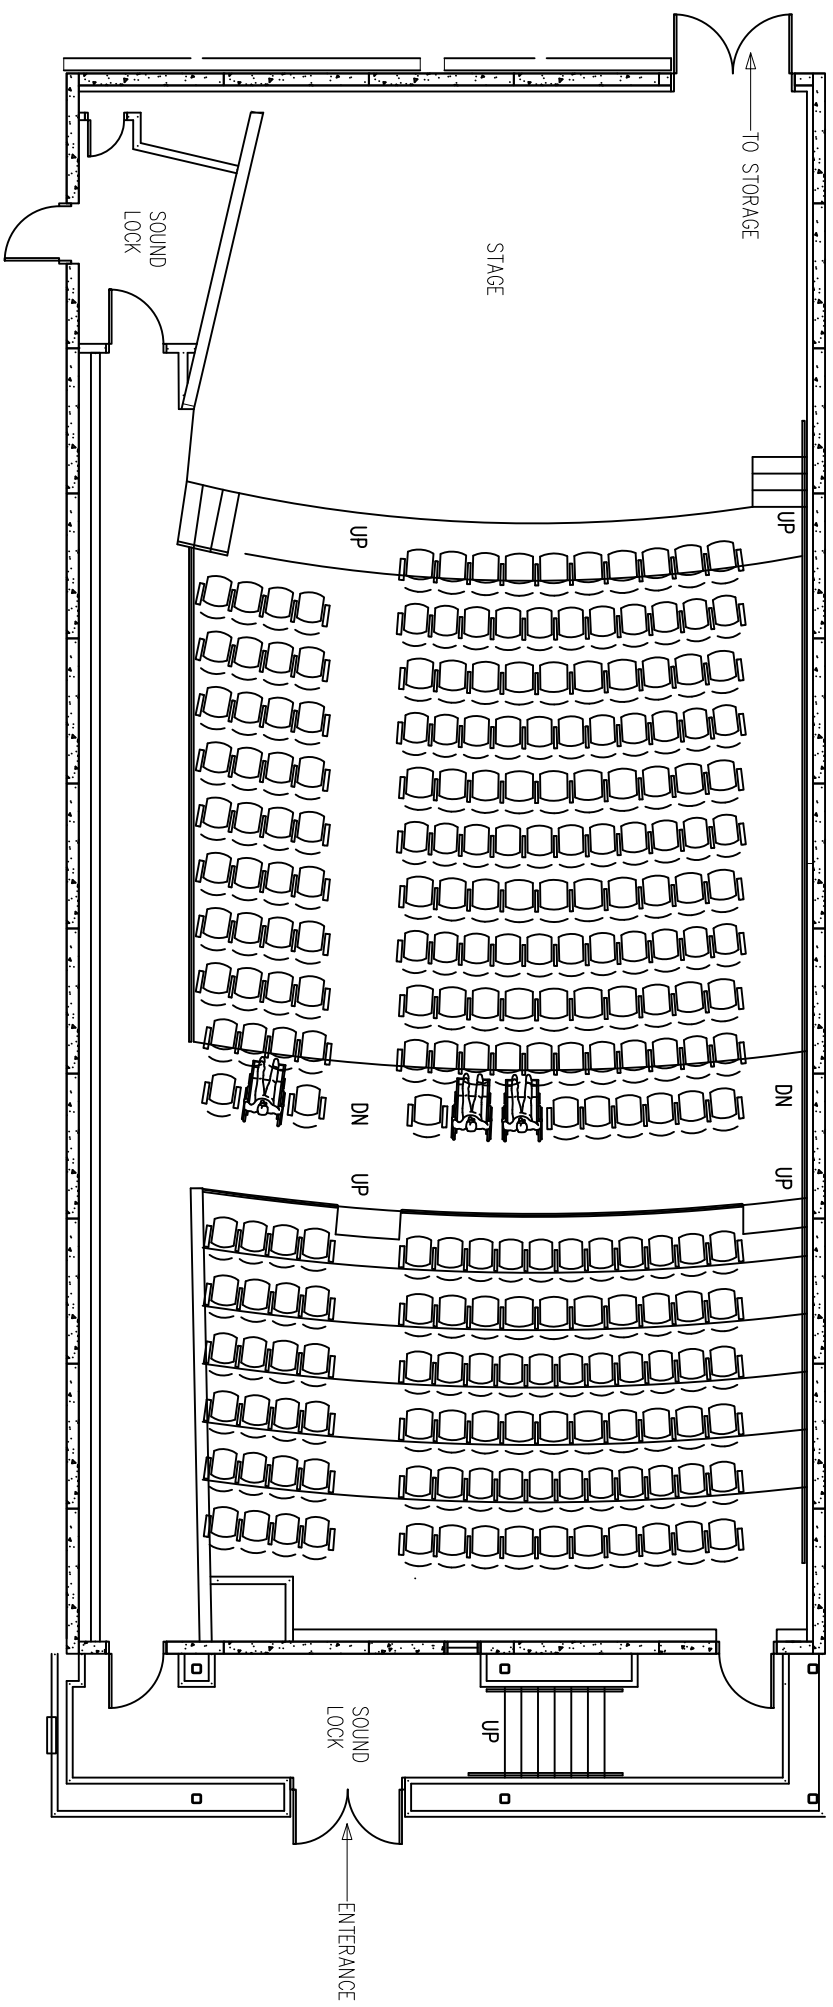 TO STORAGE
SOUND
LOCK
STAGE
UP
UP
DN
DN
UP
UP
SOUND
LOCK
UP
ENTERANCE